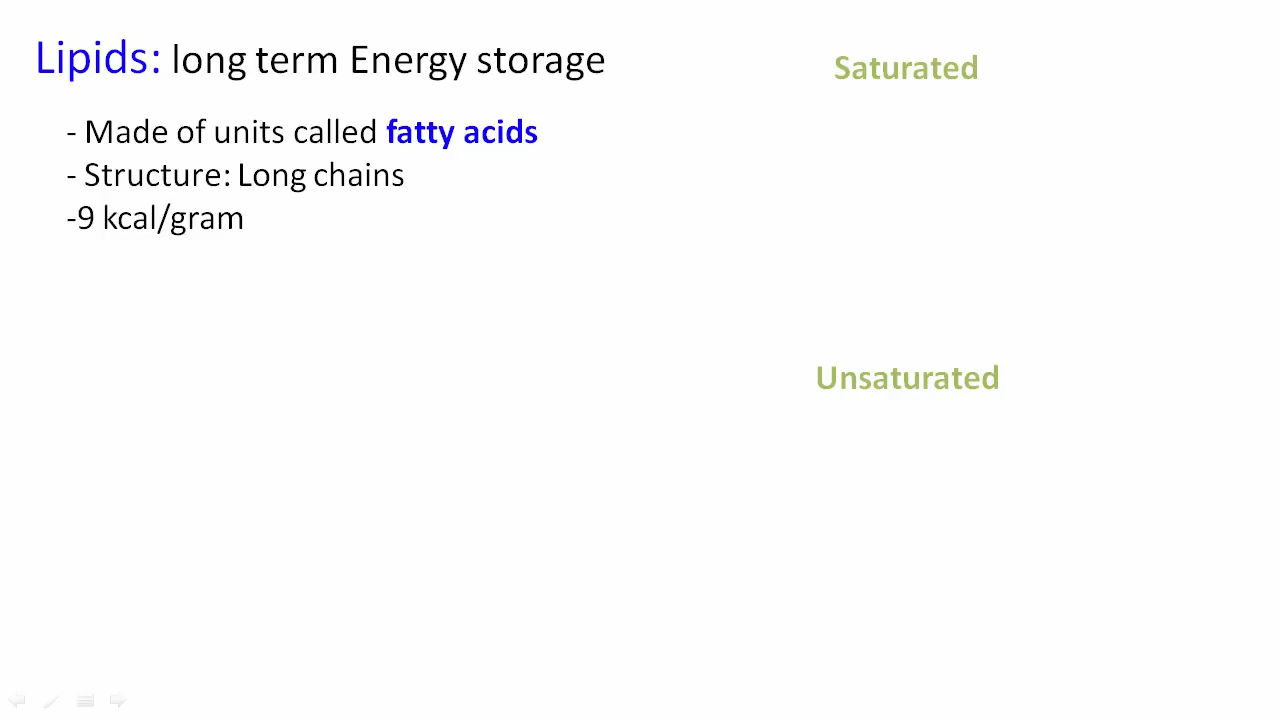 Lipids: long term Energy storage
- Made of units called fatty acids
- Structure: Long chains
-9 kcal/gram
Saturated
Unsaturated